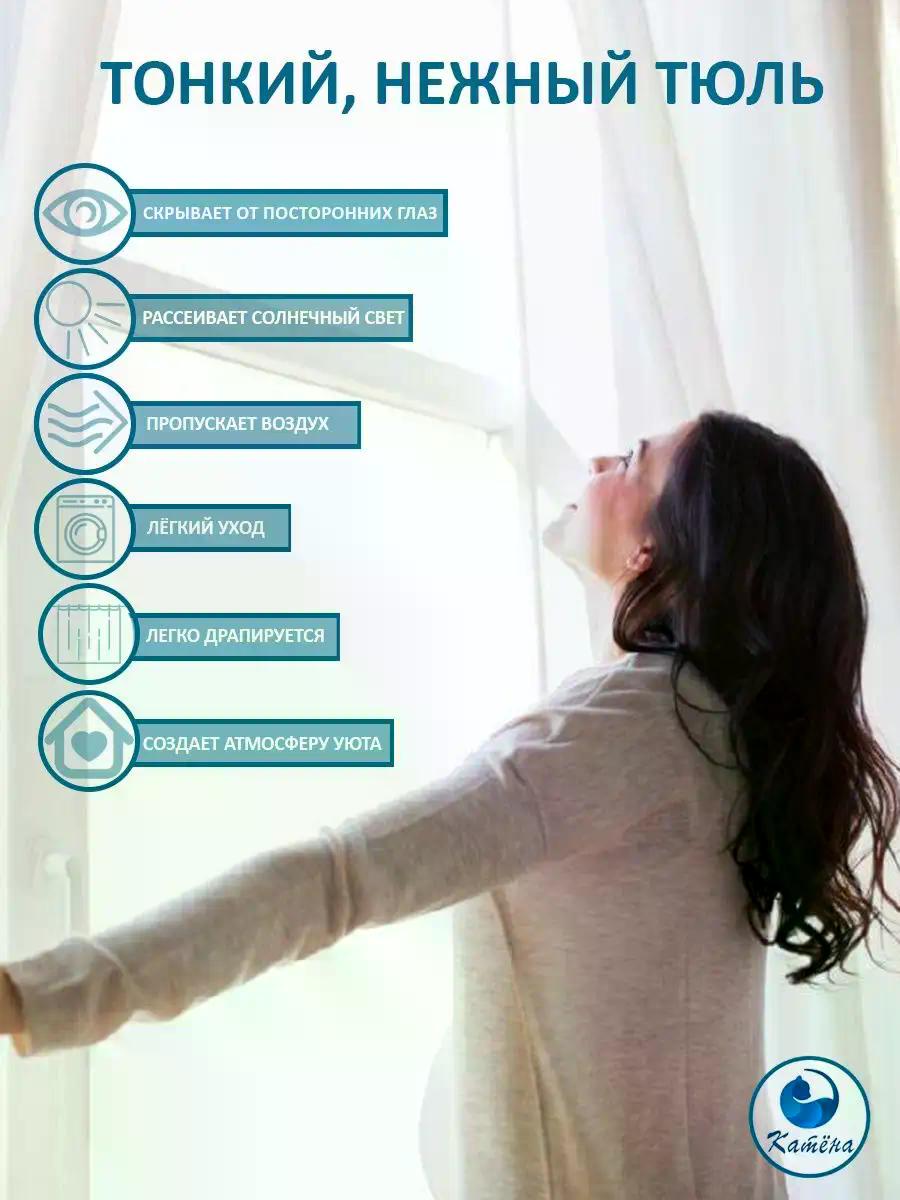 ТОНКИЙ, НЕЖНЫЙ ТЮЛЬ
СКРЫВАЕТ ОТ ПОСТОРОННИХ ГЛАЗ
РАССЕИВАЕТ СОЛНЕЧНЫЙ СВЕТ
ПРОПУСКАЕТ ВОЗДУХ
ЛЁГКИЙ УХОД
ЛЕГКО ДРАПИРУЕТСЯ
СОЗДАЕТ АТМОСФЕРУ УЮТА
Катёна